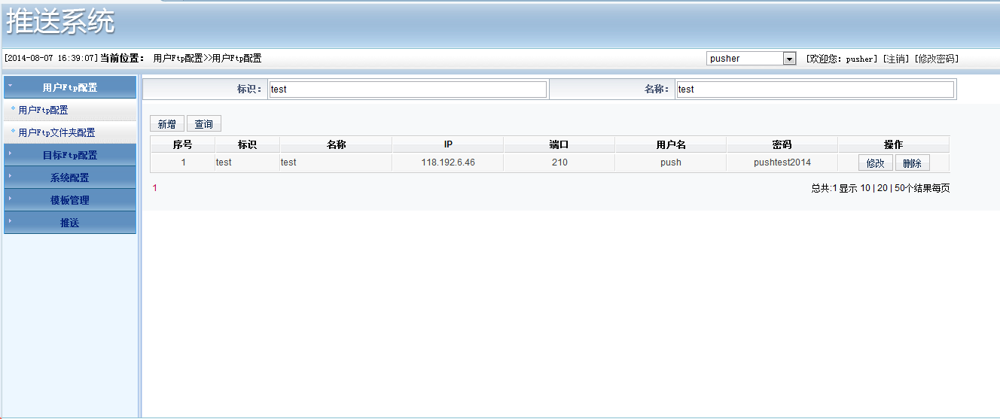 推送系统
[2014-08-07 16:39:07] 当前位置： 用户Ftp配置>>用户Ftp配置 pusher [欢迎您: pusher] [注销] [修改密码]
用户Ftp配置
用户Ftp配置
用户Ftp文件夹配置
目标Ftp配置
系统配置
模板管理
推送
标识： test 名称： test
新增 查询
序号 标识 名称 IP 端口 用户名 密码 操作
1 test test 118.192.6.46 210 push pushtest2014 修改 删除
1 总共:1 显示 10 | 20 | 50个结果每页